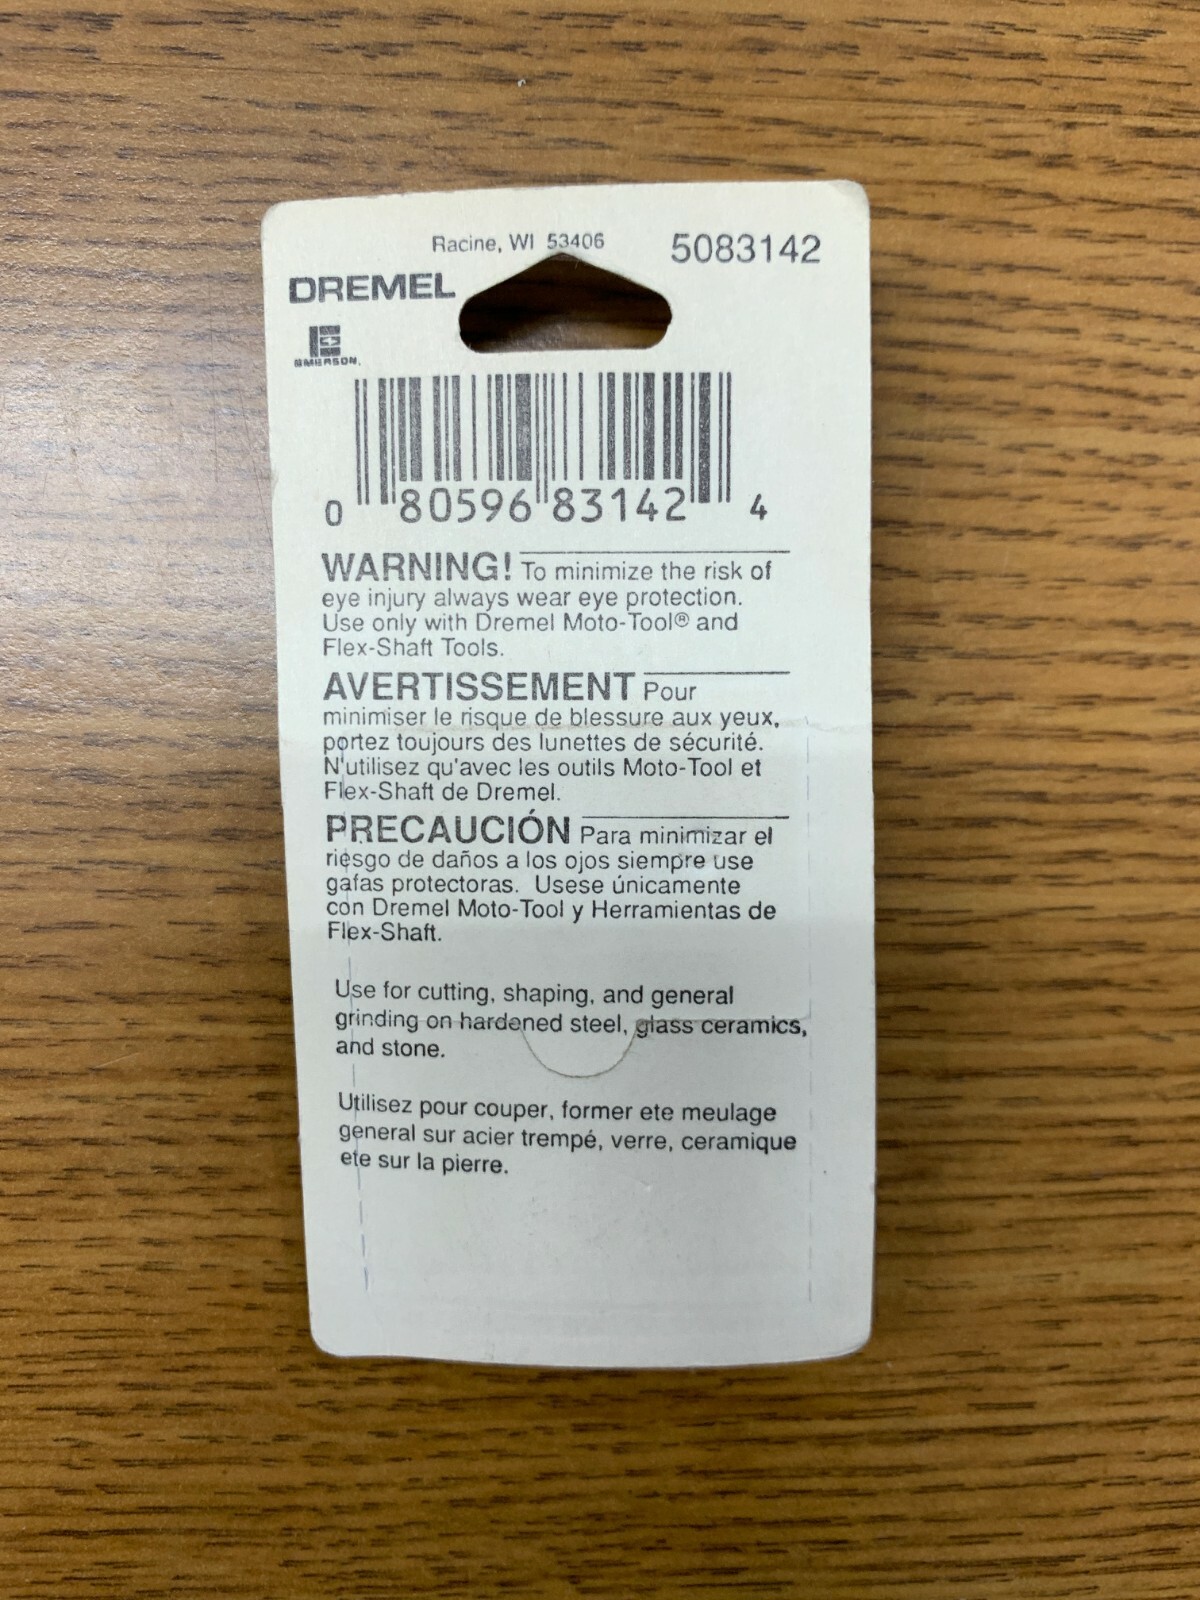 Racine, WI 53406 5083142
DREMEL
EMERSON.
0 80596 83142 4
WARNING! To minimize the risk of
eye injury always wear eye protection.
Use only with Dremel Moto-Tool® and
Flex-Shaft Tools.
AVERTISSEMENT Pour
minimiser le risque de blessure aux yeux,
portez toujours des lunettes de sécurité.
N'utilisez qu'avec les outils Moto-Tool et
Flex-Shaft de Dremel.
PRECAUCIÓN Para minimizar el
riesgo de daños a los ojos siempre use
gafas protectoras. Usese únicamente
con Dremel Moto-Tool y Herramientas de
Flex-Shaft.
Use for cutting, shaping, and general
grinding on hardened steel, glass ceramics,
and stone.
Utilisez pour couper, former ete meulage
general sur acier trempé, verre, ceramique
ete sur la pierre.